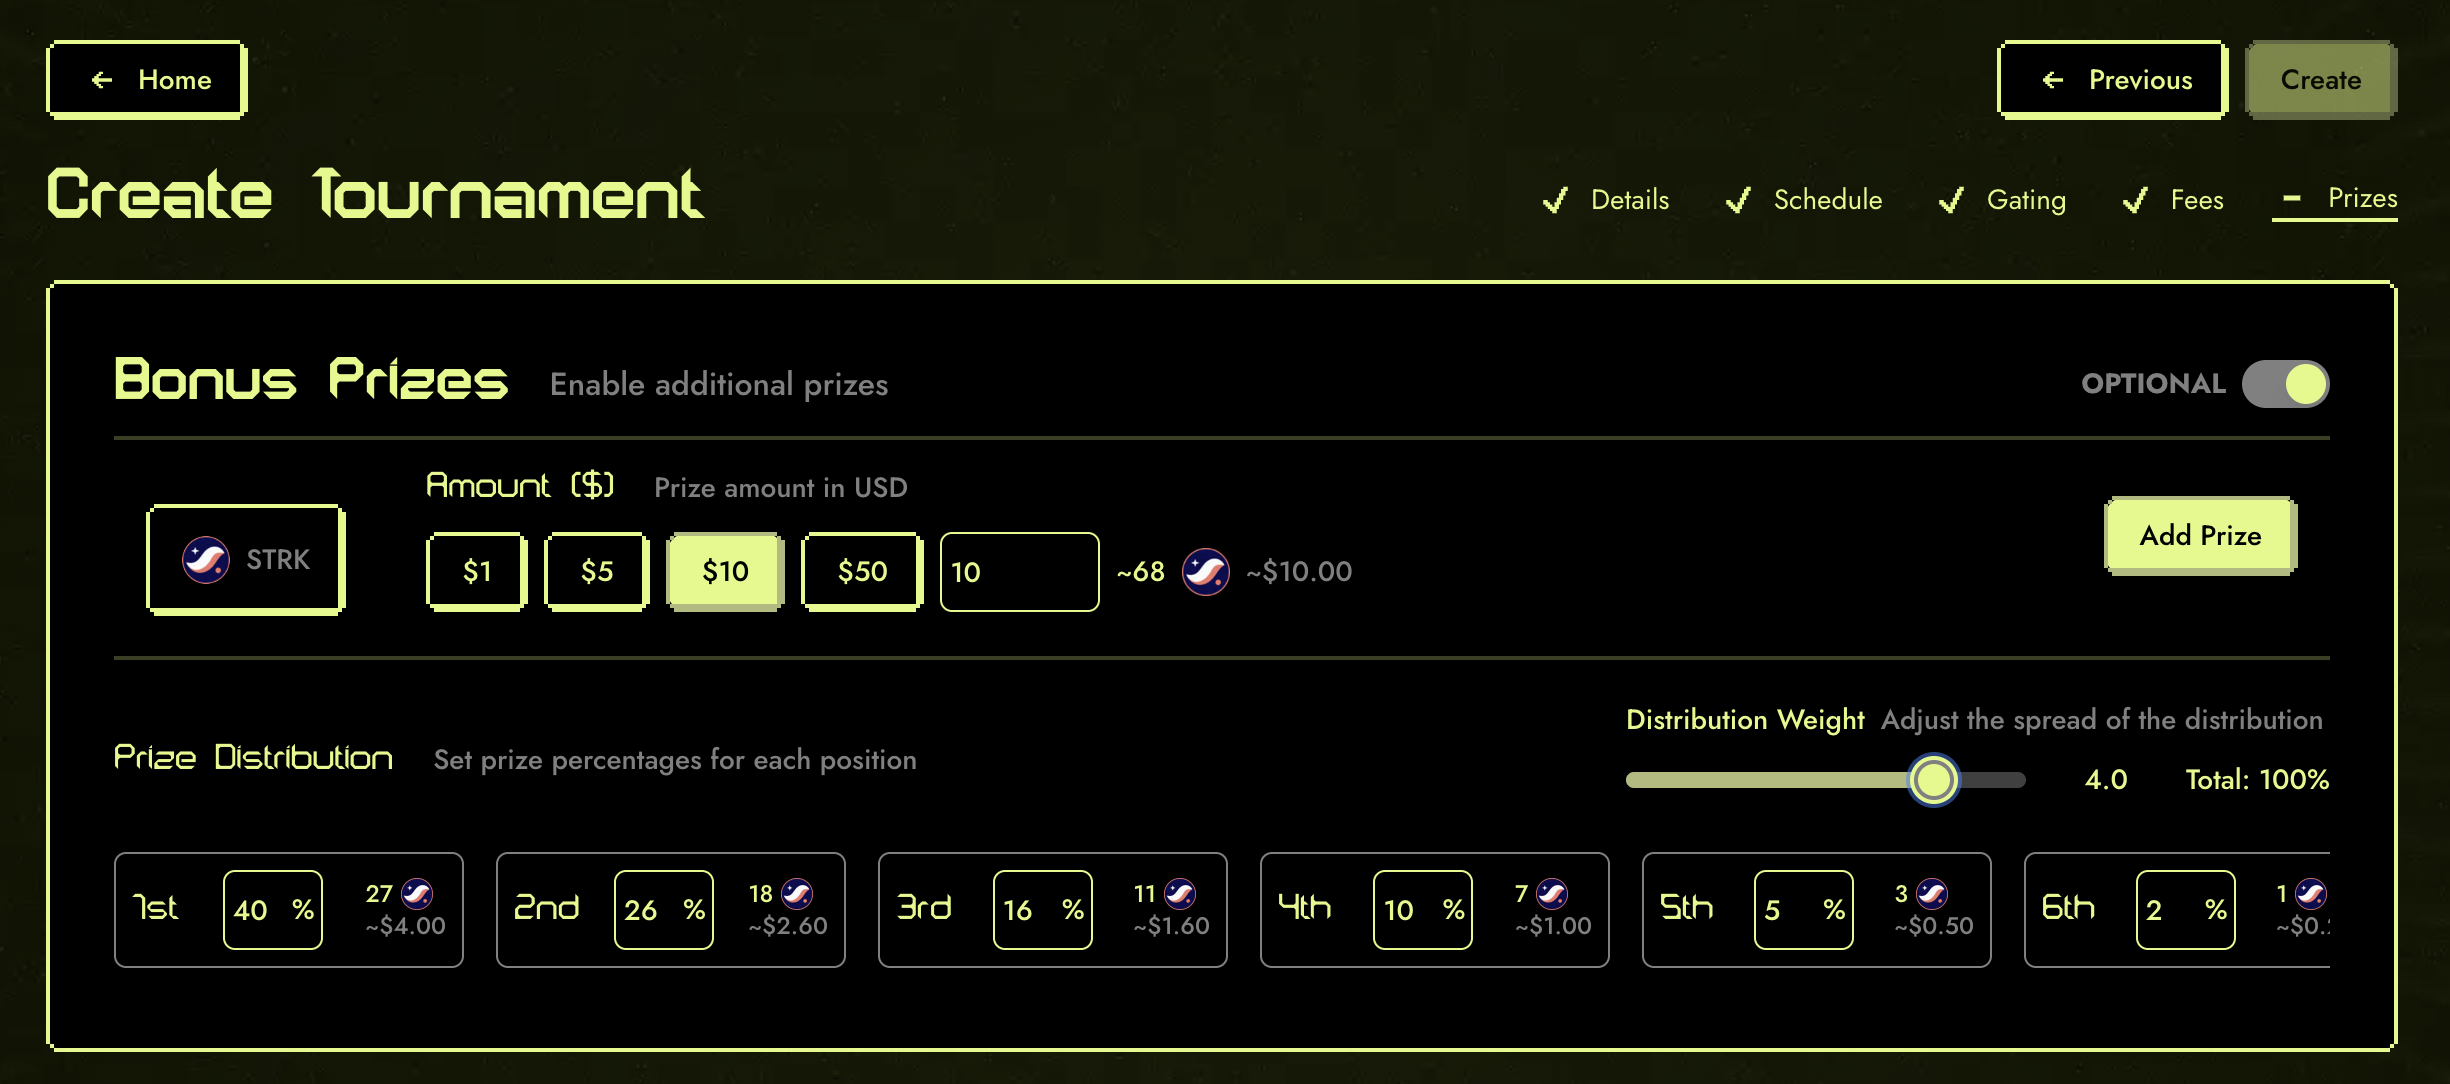 ← Home
← Previous
Create
Create Tournament
✓ Details ✓ Schedule ✓ Gating ✓ Fees – Prizes
Bonus Prizes Enable additional prizes
OPTIONAL
Amount ($) Prize amount in USD
STRK
$1 $5 $10 $50 10 ~68 ~$10.00
Add Prize
Distribution Weight Adjust the spread of the distribution
Prize Distribution Set prize percentages for each position
4.0 Total: 100%
1st 40 % 27 ~$4.00
2nd 26 % 18 ~$2.60
3rd 16 % 11 ~$1.60
4th 10 % 7 ~$1.00
5th 5 % 3 ~$0.50
6th 2 % 1